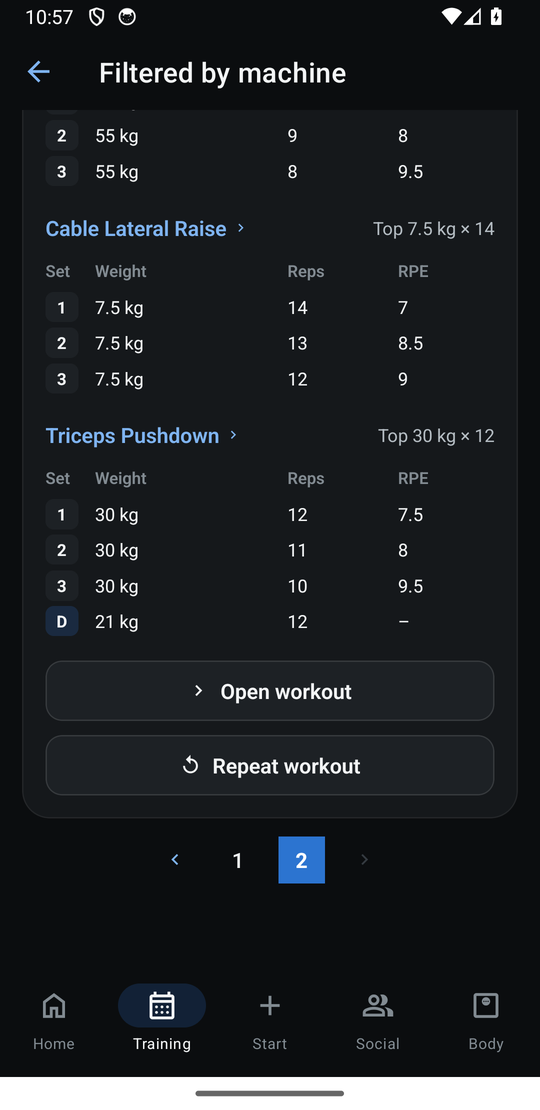 10:57
Filtered by machine
2 55 kg 9 8
3 55 kg 8 9.5
Cable Lateral Raise Top 7.5 kg × 14
Set Weight Reps RPE
1 7.5 kg 14 7
2 7.5 kg 13 8.5
3 7.5 kg 12 9
Triceps Pushdown Top 30 kg × 12
Set Weight Reps RPE
1 30 kg 12 7.5
2 30 kg 11 8
3 30 kg 10 9.5
D 21 kg 12 –
Open workout
Repeat workout
1 2
Home Training Start Social Body